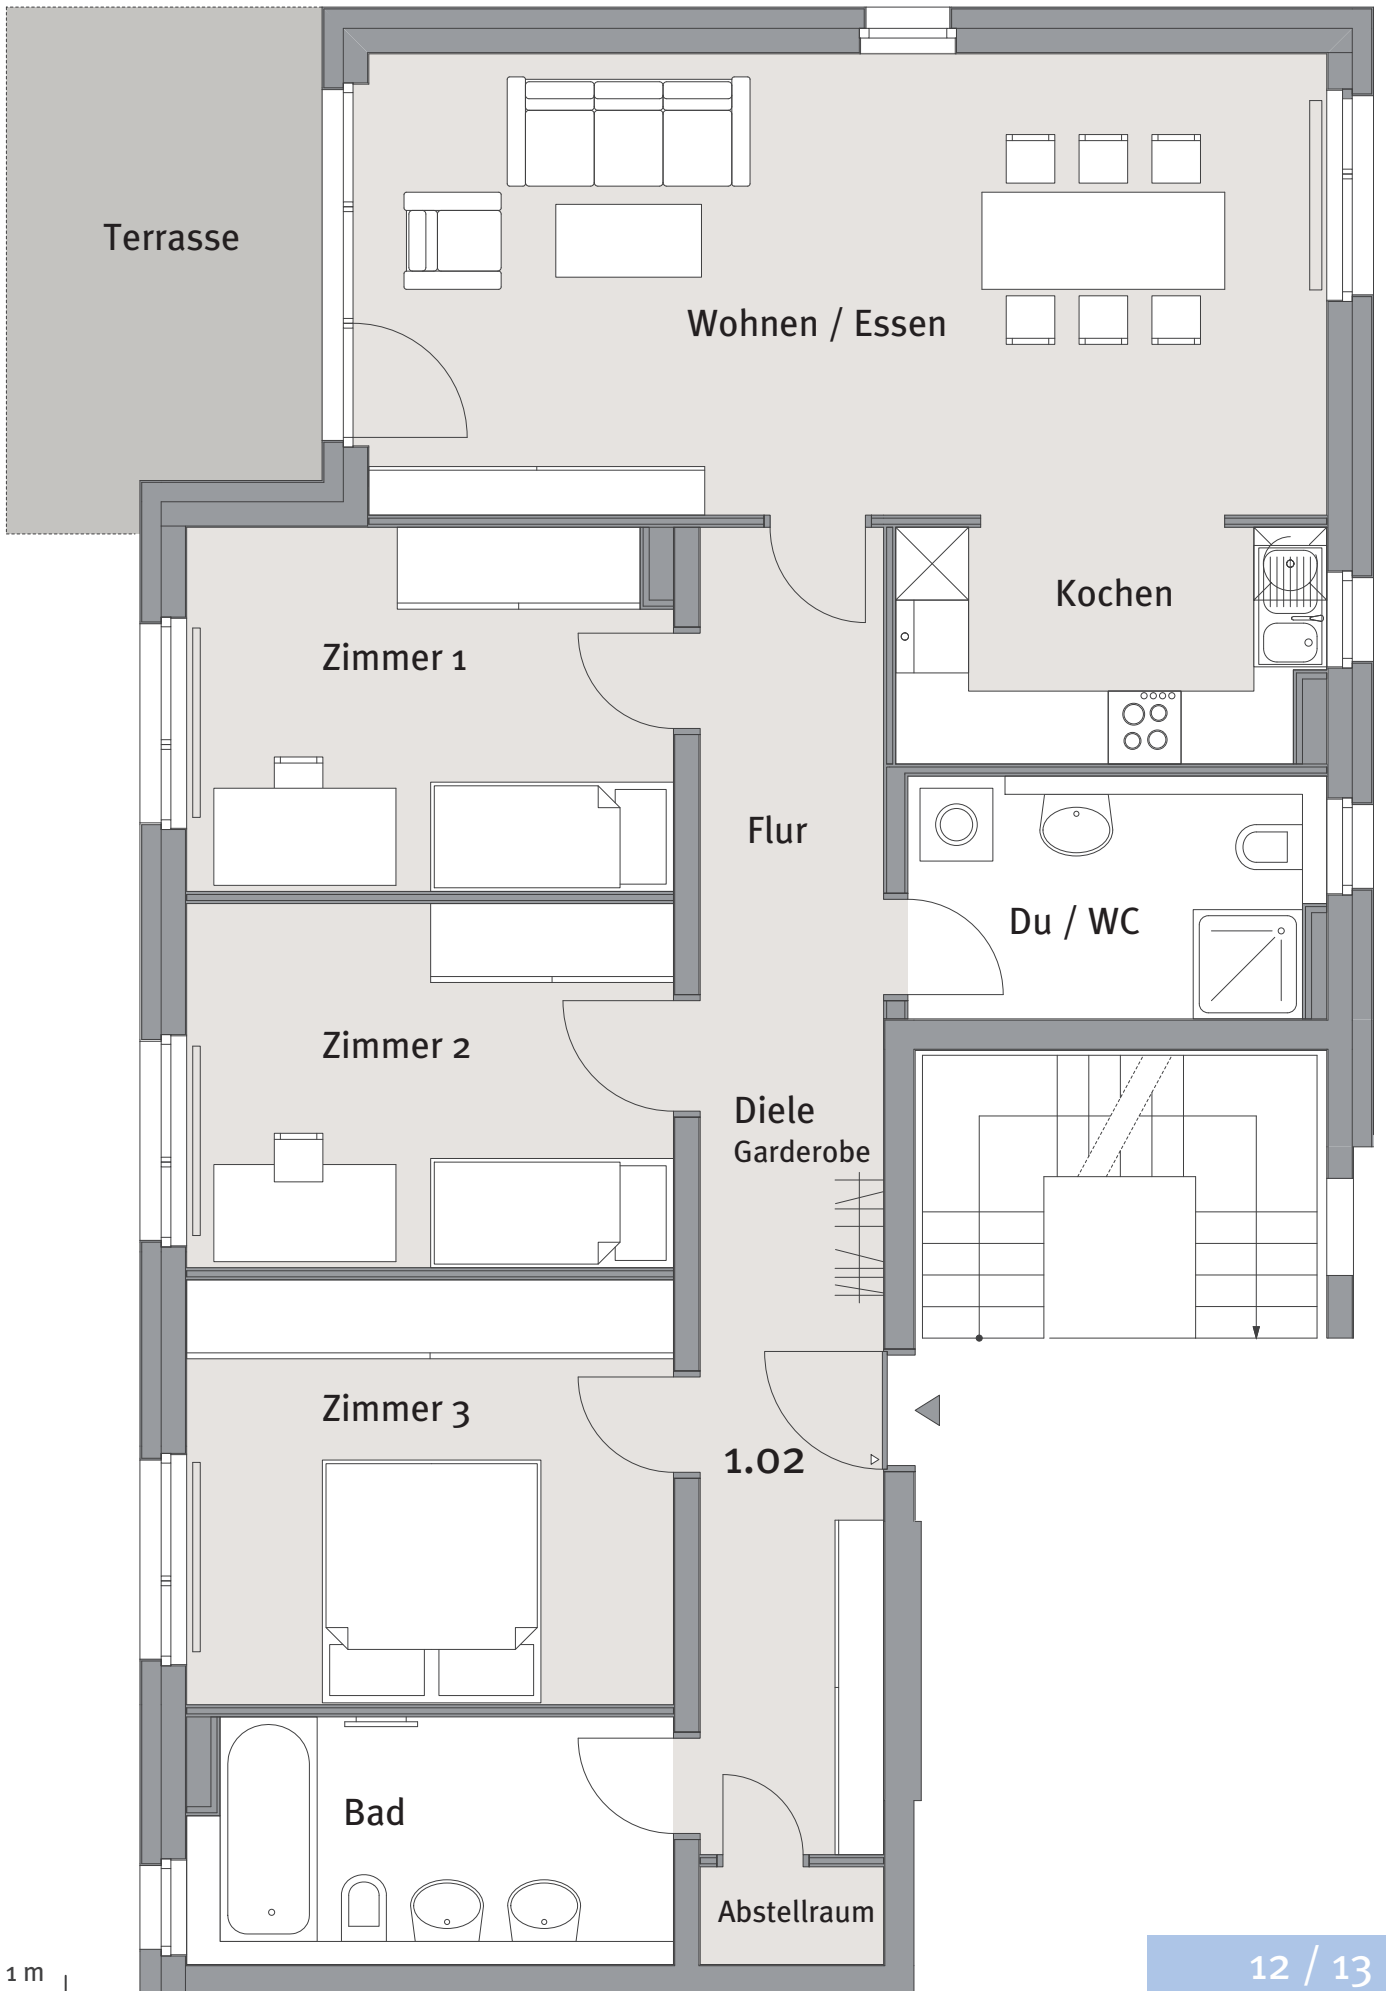 Terrasse
Wohnen / Essen
Kochen
Zimmer 1
Flur
Du / WC
Zimmer 2
Diele
Garderobe
Zimmer 3
1.02
Bad
Abstellraum
1 m
12 / 13